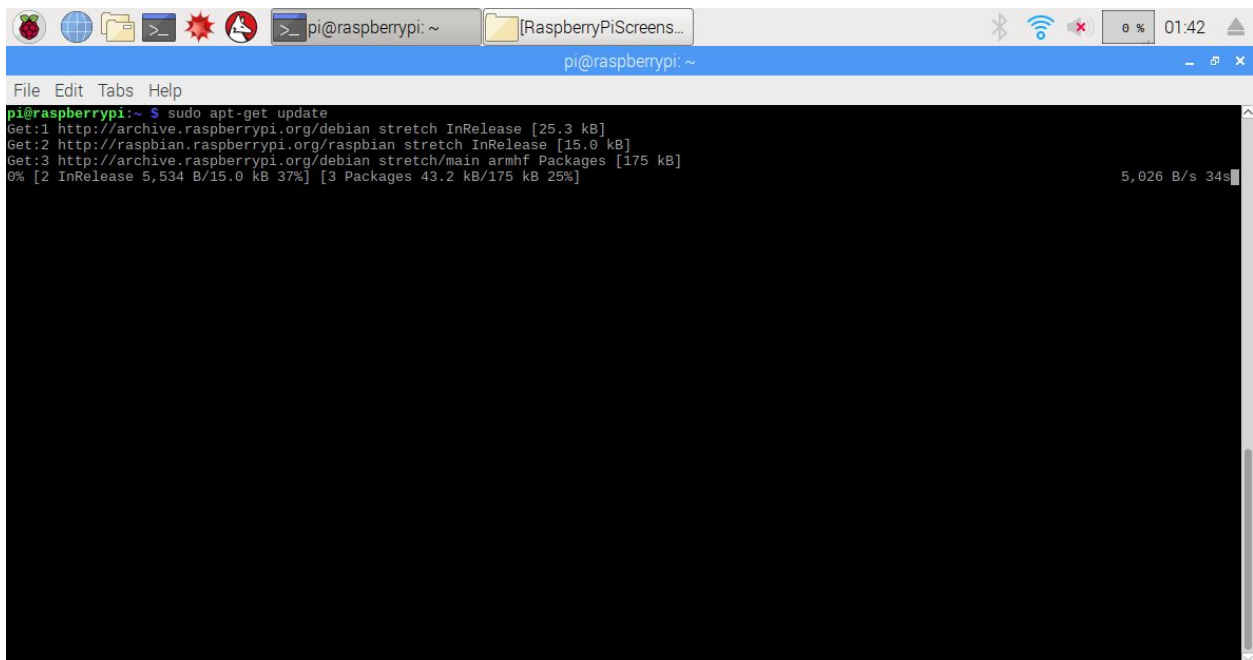 pi@raspberrypi: ~ [RaspberryPiScreens... 0 % 01:42
pi@raspberrypi: ~
File Edit Tabs Help
pi@raspberrypi:~ $ sudo apt-get update
Get:1 http://archive.raspberrypi.org/debian stretch InRelease [25.3 kB]
Get:2 http://raspbian.raspberrypi.org/raspbian stretch InRelease [15.0 kB]
Get:3 http://archive.raspberrypi.org/debian stretch/main armhf Packages [175 kB]
0% [2 InRelease 5,534 B/15.0 kB 37%] [3 Packages 43.2 kB/175 kB 25%] 5,026 B/s 34s